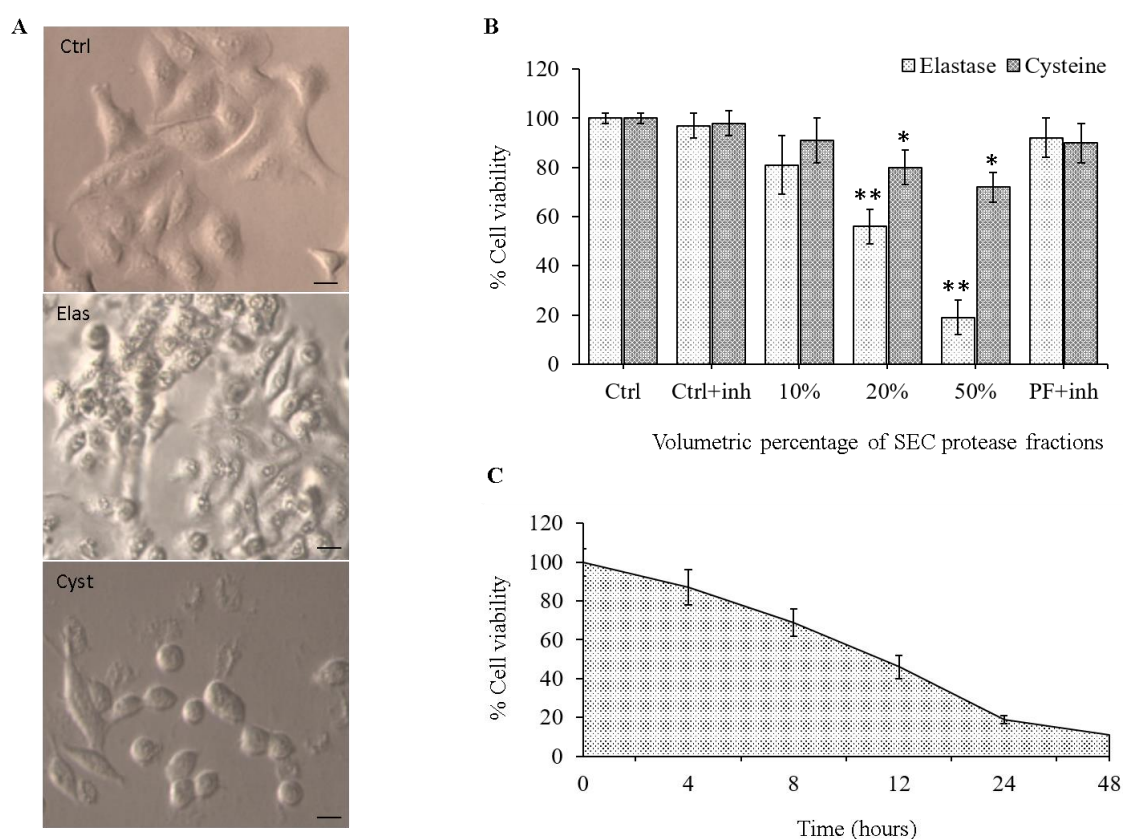 A
Ctrl
Elas
Cyst
B
Elastase Cysteine
120
100
80
60
40
20
0
% Cell viability
*
*
**
**
Ctrl Ctrl+inh 10% 20% 50% PF+inh
Volumetric percentage of SEC protease fractions
C
120
100
80
60
40
20
0
% Cell viability
0 4 8 12 24 48
Time (hours)